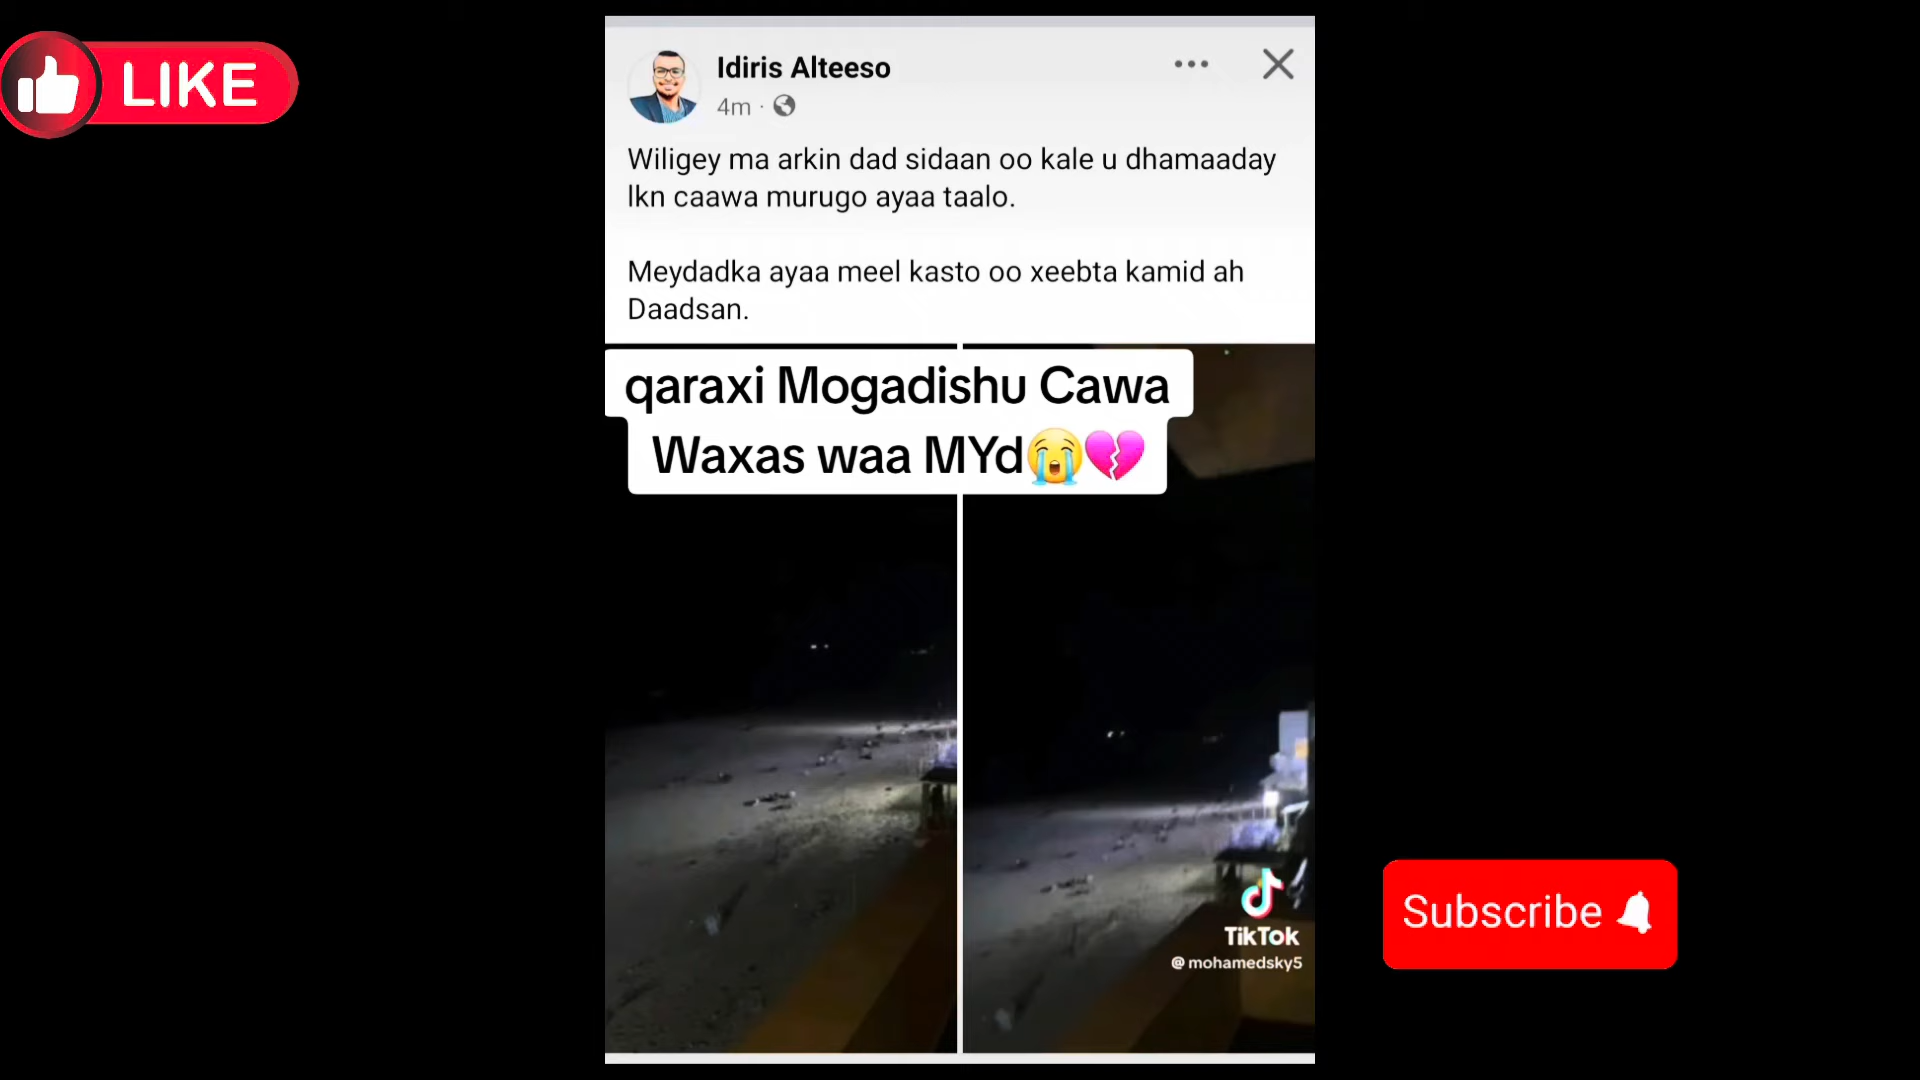 LIKE
Idiris Alteeso
4m ·
Wiligey ma arkin dad sidaan oo kale u dhamaaday
lkn caawa murugo ayaa taalo.
Meydadka ayaa meel kasto oo xeebta kamid ah
Daadsan.
qaraxi Mogadishu Cawa
Waxas waa MYd😭💔
Subscribe
TikTok
@mohamedsky5